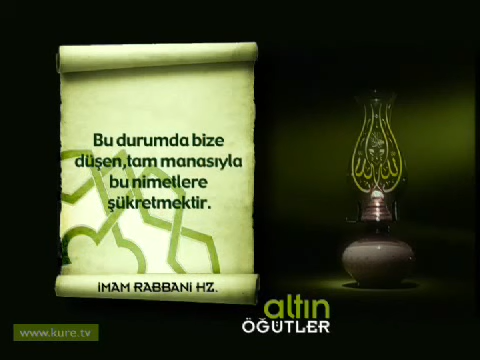 Bu durumda bize
düşen,tam manasıyla
bu nimetlere
şükretmektir.
İMAM RABBANİ HZ.
altın
ÖĞÜTLER
www.kure.tv